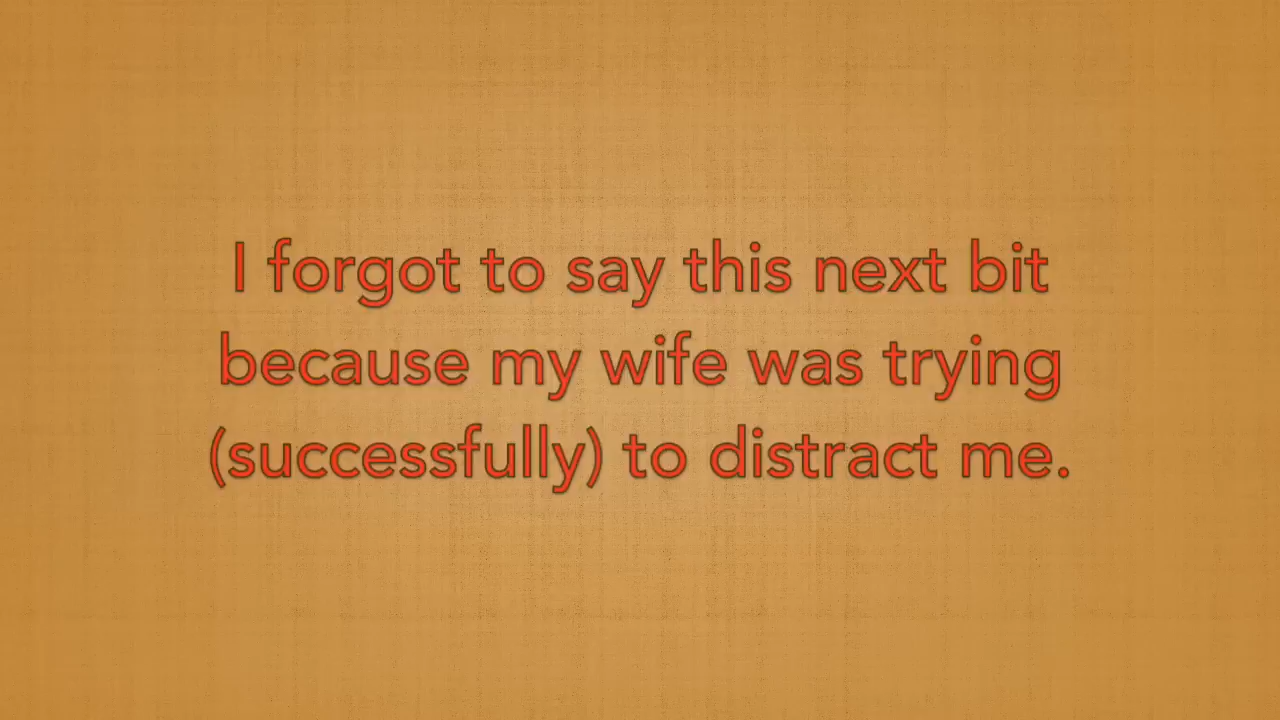 I forgot to say this next bit
because my wife was trying
(successfully) to distract me.